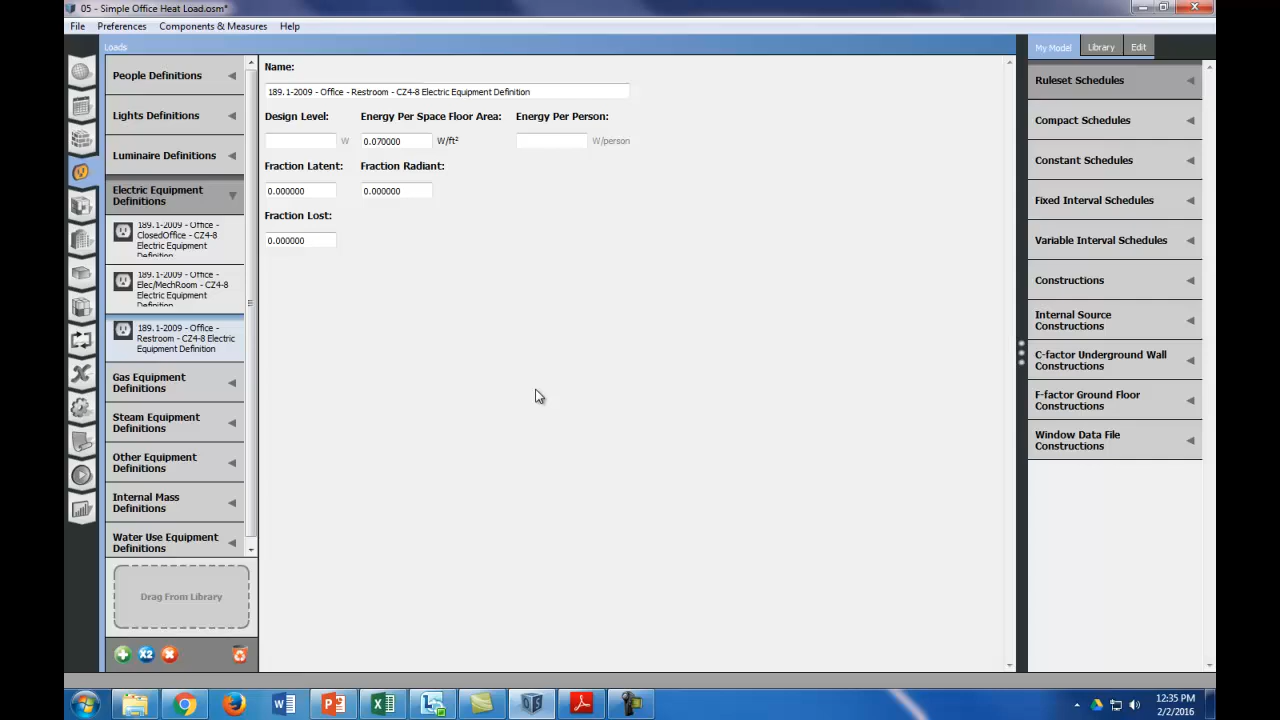 05 - Simple Office Heat Load.osm*
File Preferences Components & Measures Help
Loads
My Model Library Edit
People Definitions
Lights Definitions
Luminaire Definitions
Electric Equipment
Definitions
189.1-2009 - Office -
ClosedOffice - CZ4-8
Electric Equipment
Definition
189.1-2009 - Office -
Elec/MechRoom - CZ4-8
Electric Equipment
Definition
189.1-2009 - Office -
Restroom - CZ4-8 Electric
Equipment Definition
Gas Equipment
Definitions
Steam Equipment
Definitions
Other Equipment
Definitions
Internal Mass
Definitions
Water Use Equipment
Definitions
Drag From Library
X2
Name:
189.1-2009 - Office - Restroom - CZ4-8 Electric Equipment Definition
Design Level: Energy Per Space Floor Area: Energy Per Person:
W 0.070000 W/ft² W/person
Fraction Latent: Fraction Radiant:
0.000000 0.000000
Fraction Lost:
0.000000
Ruleset Schedules
Compact Schedules
Constant Schedules
Fixed Interval Schedules
Variable Interval Schedules
Constructions
Internal Source
Constructions
C-factor Underground Wall
Constructions
F-factor Ground Floor
Constructions
Window Data File
Constructions
12:35 PM
2/2/2016